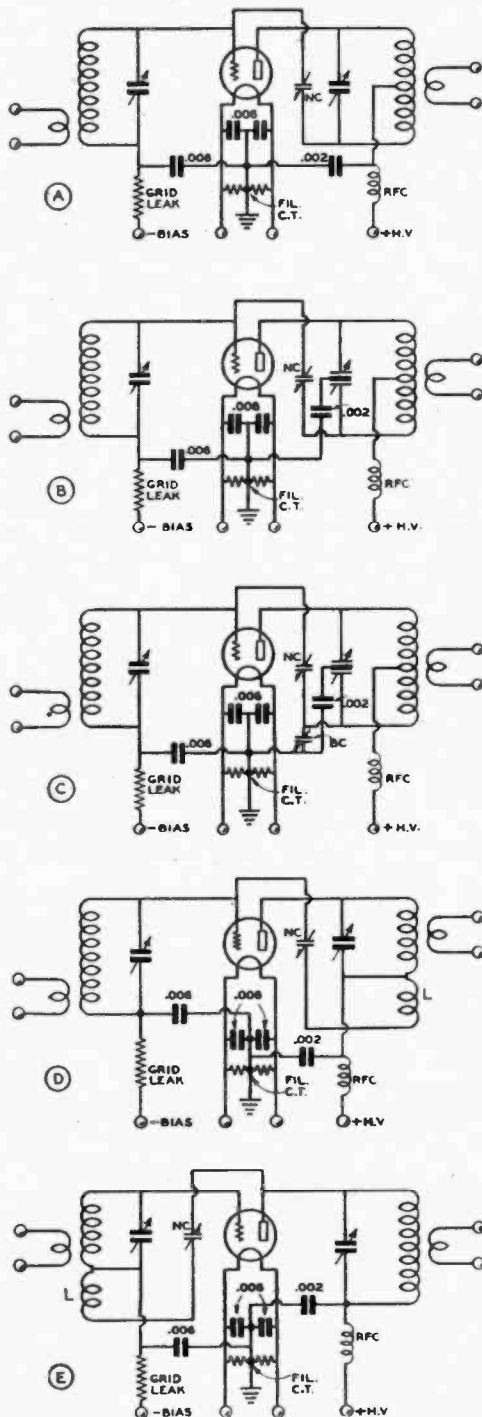 NC
.006
.006
.002
GRID
LEAK
FIL.
C.T.
RFC
-BIAS
+H.V.
A
NC
.006
.002
.006
GRID
LEAK
FIL.
C.T.
RFC
-BIAS
+H.V.
B
NC
.006
.002
.006
BC
GRID
LEAK
FIL.
C.T.
RFC
-BIAS
+H.V.
C
NC
L
.006
.006
.002
GRID
LEAK
FIL.
C.T.
RFC
-BIAS
+H.V
D
NC
L
.006
.002
.006
GRID
LEAK
FIL.
C.T.
RFC
-BIAS
+H.V
E